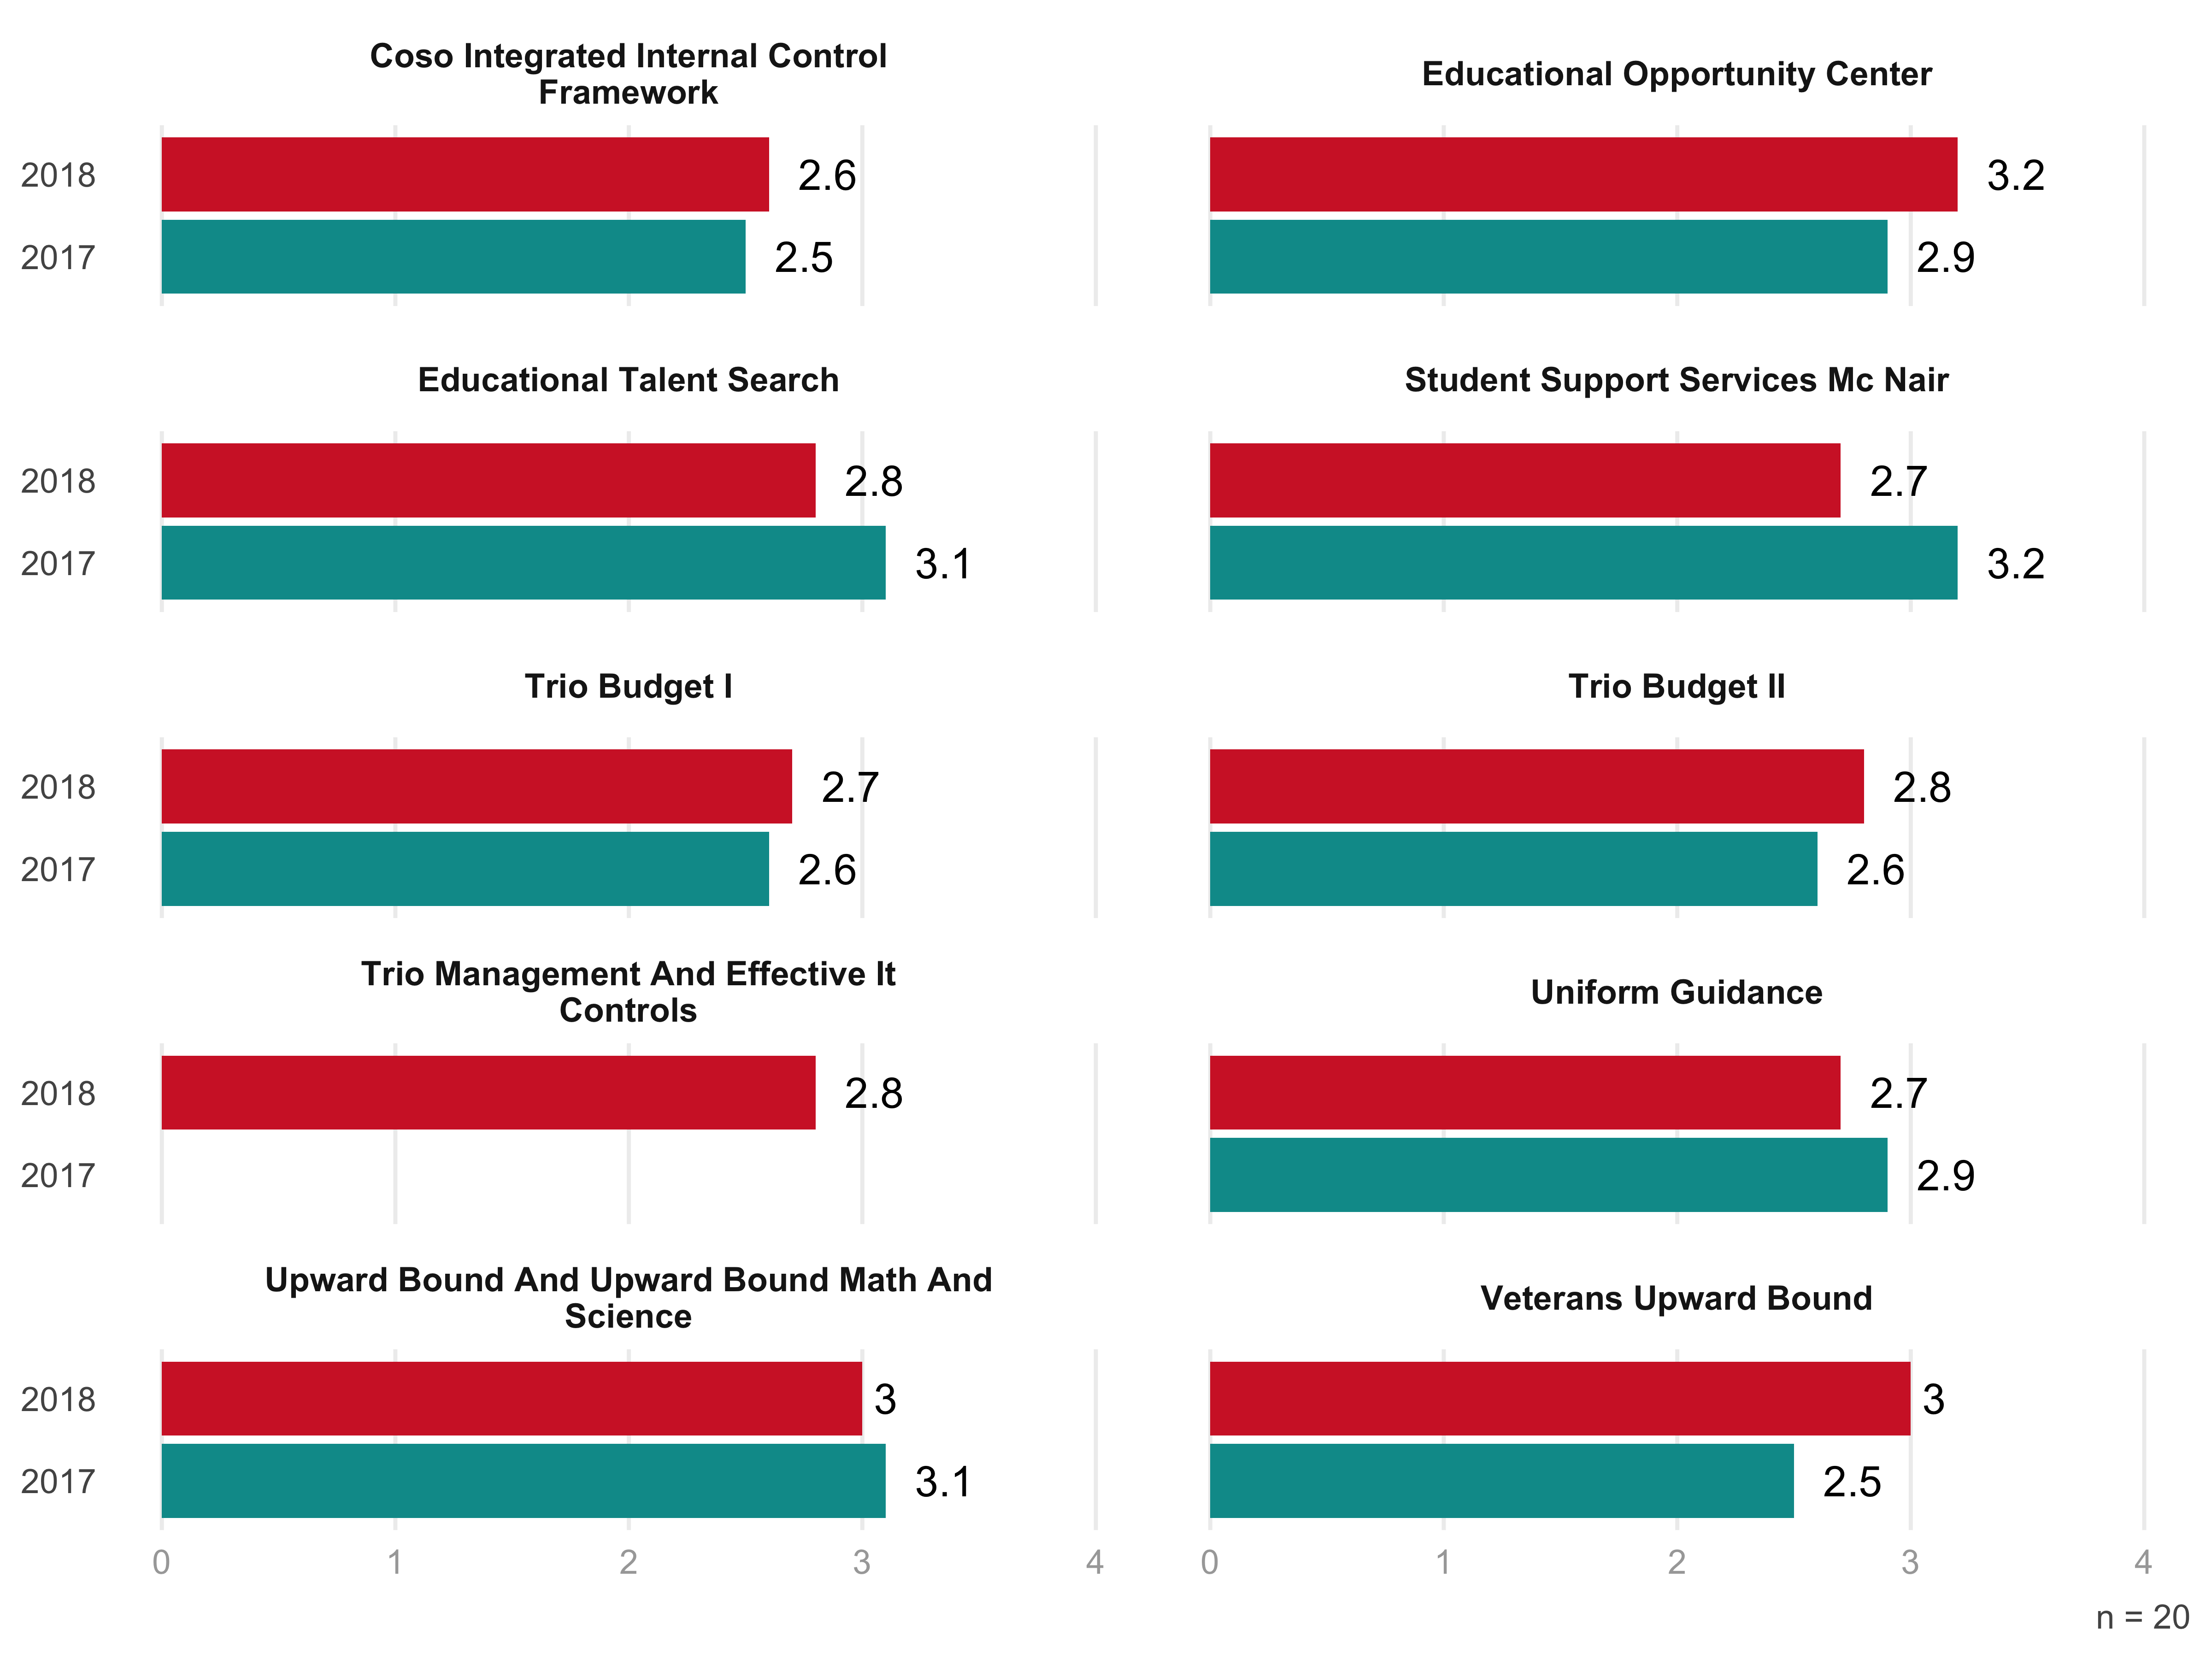 Coso Integrated Internal Control
Framework
Educational Opportunity Center
2018
2.6
3.2
2017
2.5
2.9
Educational Talent Search
Student Support Services Mc Nair
2018
2.8
2.7
2017
3.1
3.2
Trio Budget I
Trio Budget II
2018
2.7
2.8
2017
2.6
2.6
Trio Management And Effective It
Controls
Uniform Guidance
2018
2.8
2.7
2017
2.9
Upward Bound And Upward Bound Math And
Science
Veterans Upward Bound
2018
3
3
2017
3.1
2.5
0 1 2 3 4
0 1 2 3 4
n = 20